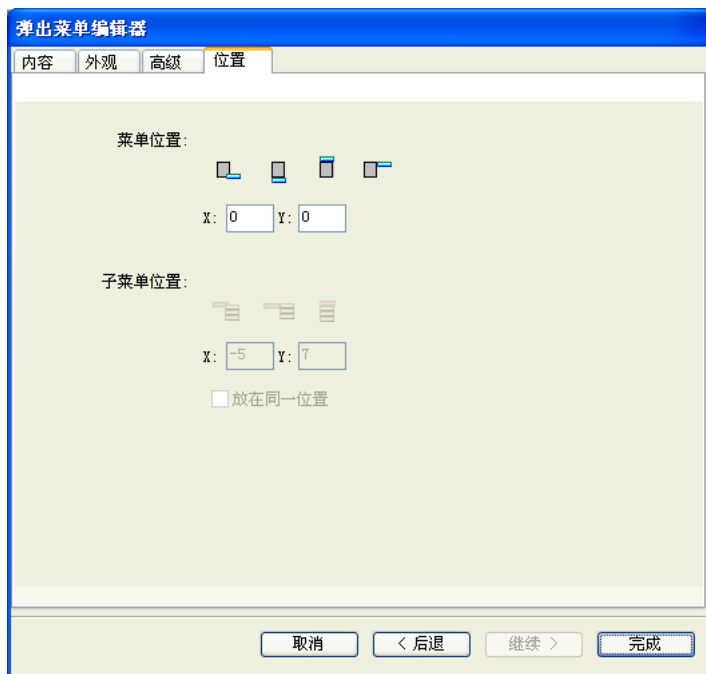 弹出菜单编辑器
内容 外观 高级 位置
菜单位置:
X: 0 Y: 0
子菜单位置:
X: -5 Y: 7
放在同一位置
取消 < 后退 继续 > 完成